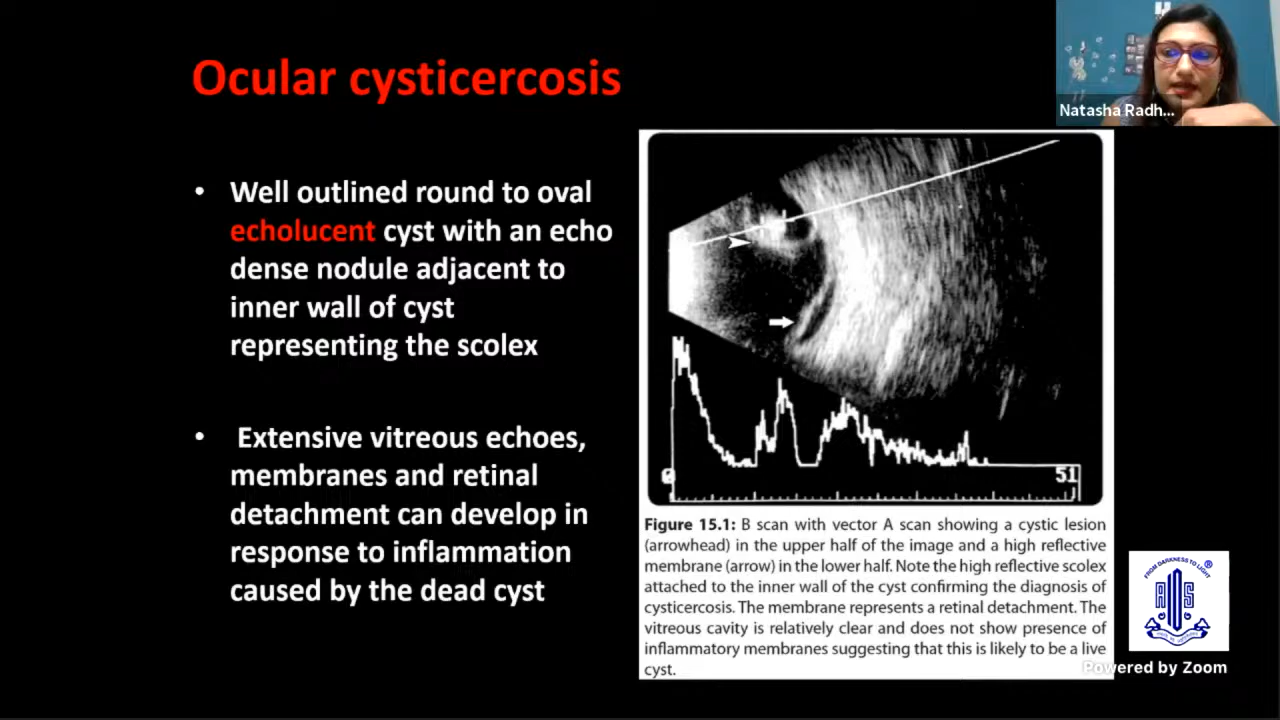 Ocular cysticercosis
• Well outlined round to oval
echolucent cyst with an echo
dense nodule adjacent to
inner wall of cyst
representing the scolex
• Extensive vitreous echoes,
membranes and retinal
detachment can develop in
response to inflammation
caused by the dead cyst
Natasha Radh...
0
51
Figure 15.1: B scan with vector A scan showing a cystic lesion
(arrowhead) in the upper half of the image and a high reflective
membrane (arrow) in the lower half. Note the high reflective scolex
attached to the inner wall of the cyst confirming the diagnosis of
cysticercosis. The membrane represents a retinal detachment. The
vitreous cavity is relatively clear and does not show presence of
inflammatory membranes suggesting that this is likely to be a live
cyst.
FROM DARKNESS TO LIGHT
®
AIOS
Powered by Zoom